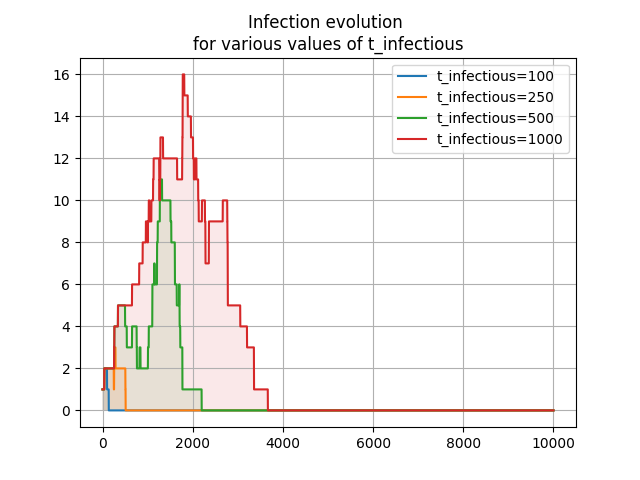 Infection evolution
for various values of t_infectious
t_infectious=100
t_infectious=250
t_infectious=500
t_infectious=1000
16
14
12
10
8
6
4
2
0
0 2000 4000 6000 8000 10000